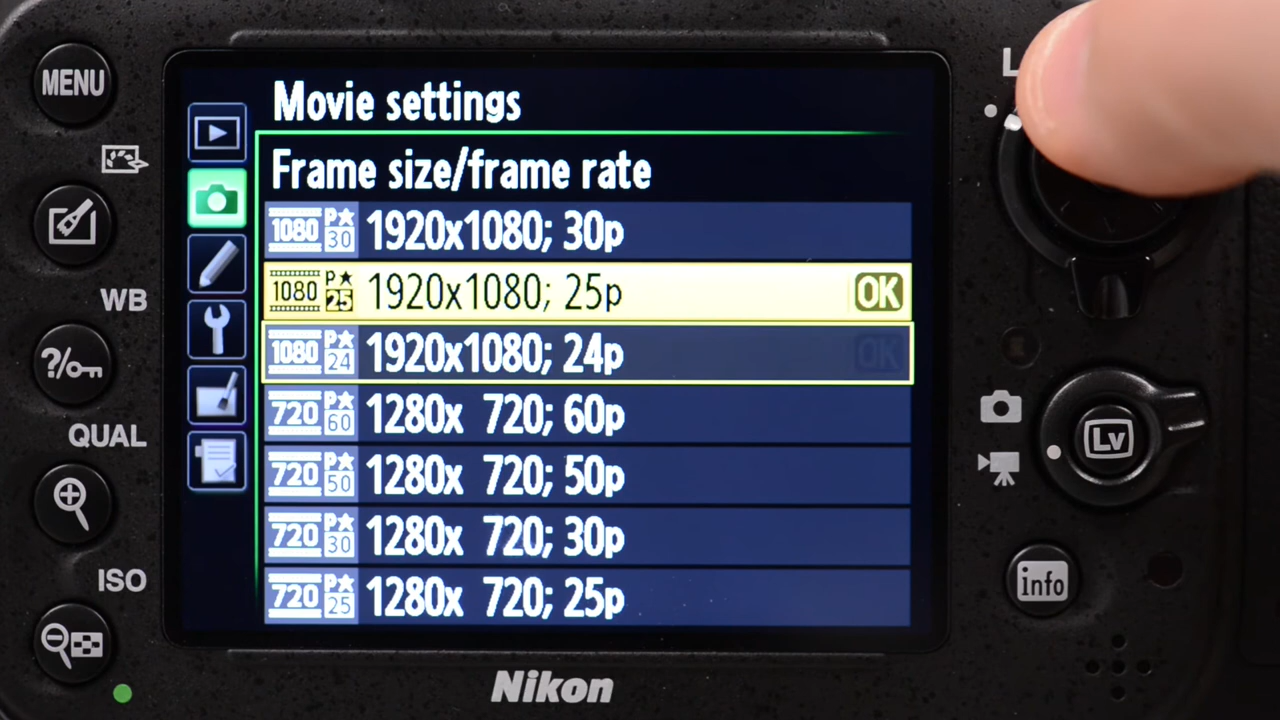 MENU
WB
?/
QUAL
ISO
Movie settings
Frame size/frame rate
1080 P★ 30 1920x1080; 30p
1080 P★ 25 1920x1080; 25p OK
1080 P★ 24 1920x1080; 24p OK
720 P★ 60 1280x 720; 60p
720 P★ 50 1280x 720; 50p
720 P★ 30 1280x 720; 30p
720 P★ 25 1280x 720; 25p
L
Lv
info
Nikon